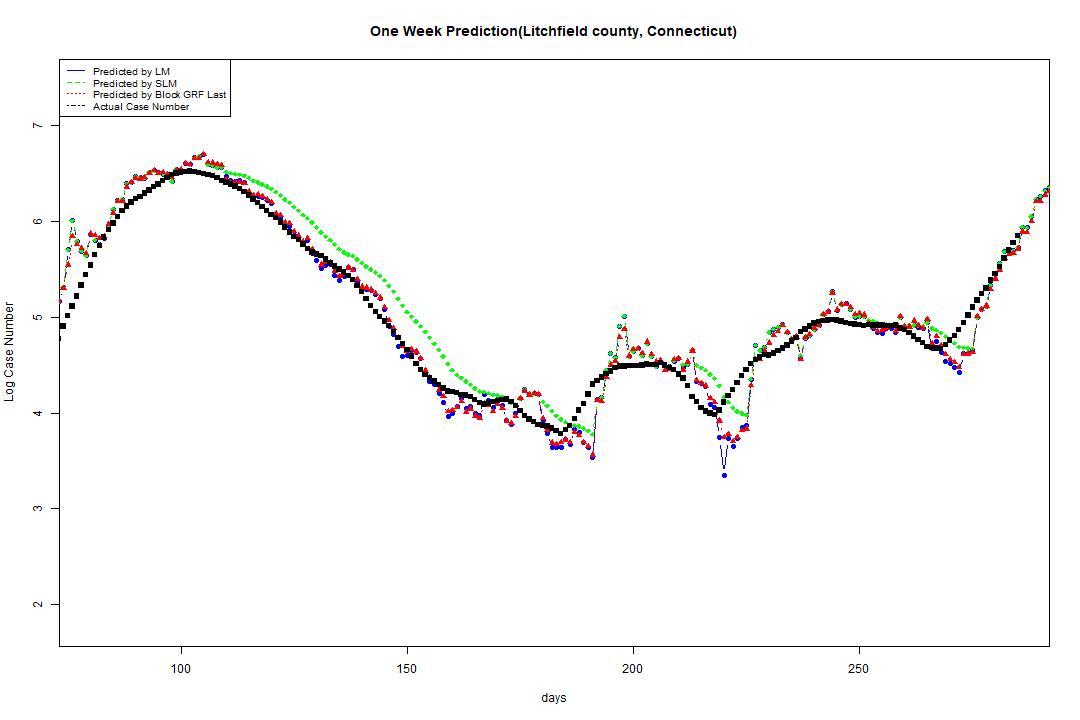 One Week Prediction(Litchfield county, Connecticut)
Predicted by LM
Predicted by SLM
Predicted by Block GRF Last
Actual Case Number
7
6
5
4
3
2
Log Case Number
100 150 200 250
days